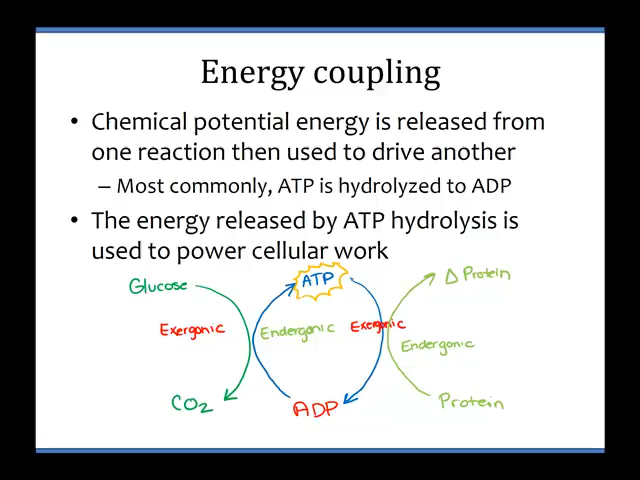 Energy coupling
• Chemical potential energy is released from
one reaction then used to drive another
– Most commonly, ATP is hydrolyzed to ADP
• The energy released by ATP hydrolysis is
used to power cellular work
Glucose
ATP
Δ Protein
Exergonic
Endergonic
Exergonic
Endergonic
CO2
ADP
Protein